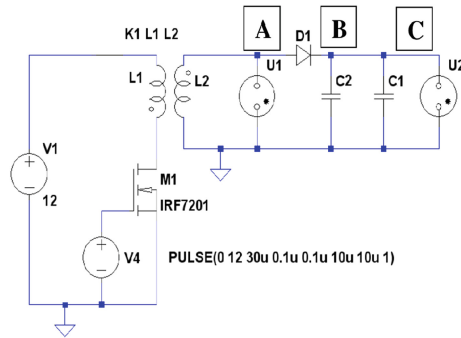 K1 L1 L2
A
D1
B
C
U1
U2
L1
L2
C2
C1
V1
12
M1
IRF7201
V4
PULSE(0 12 30u 0.1u 0.1u 10u 10u 1)